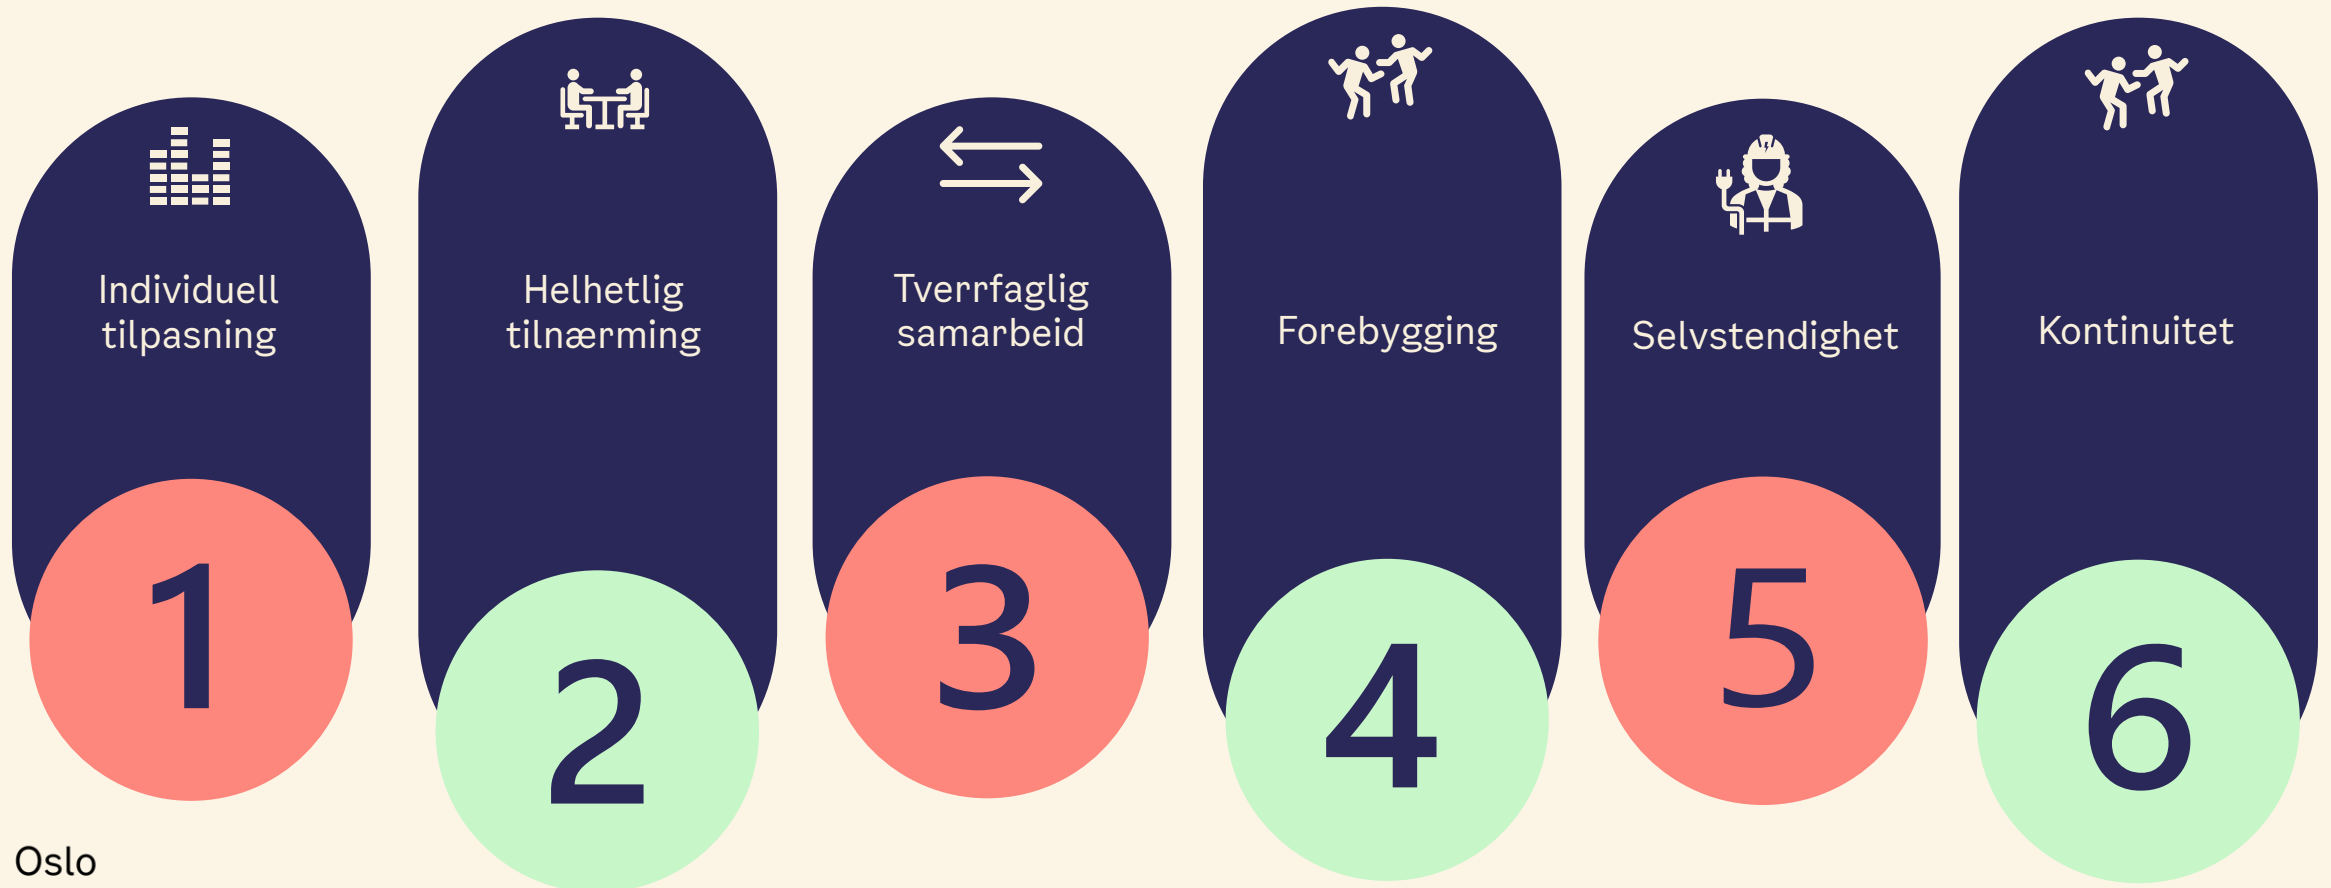 Individuell
tilpasning
1
Helhetlig
tilnærming
2
Tverrfaglig
samarbeid
3
Forebygging
4
Selvstendighet
5
Kontinuitet
6
Oslo